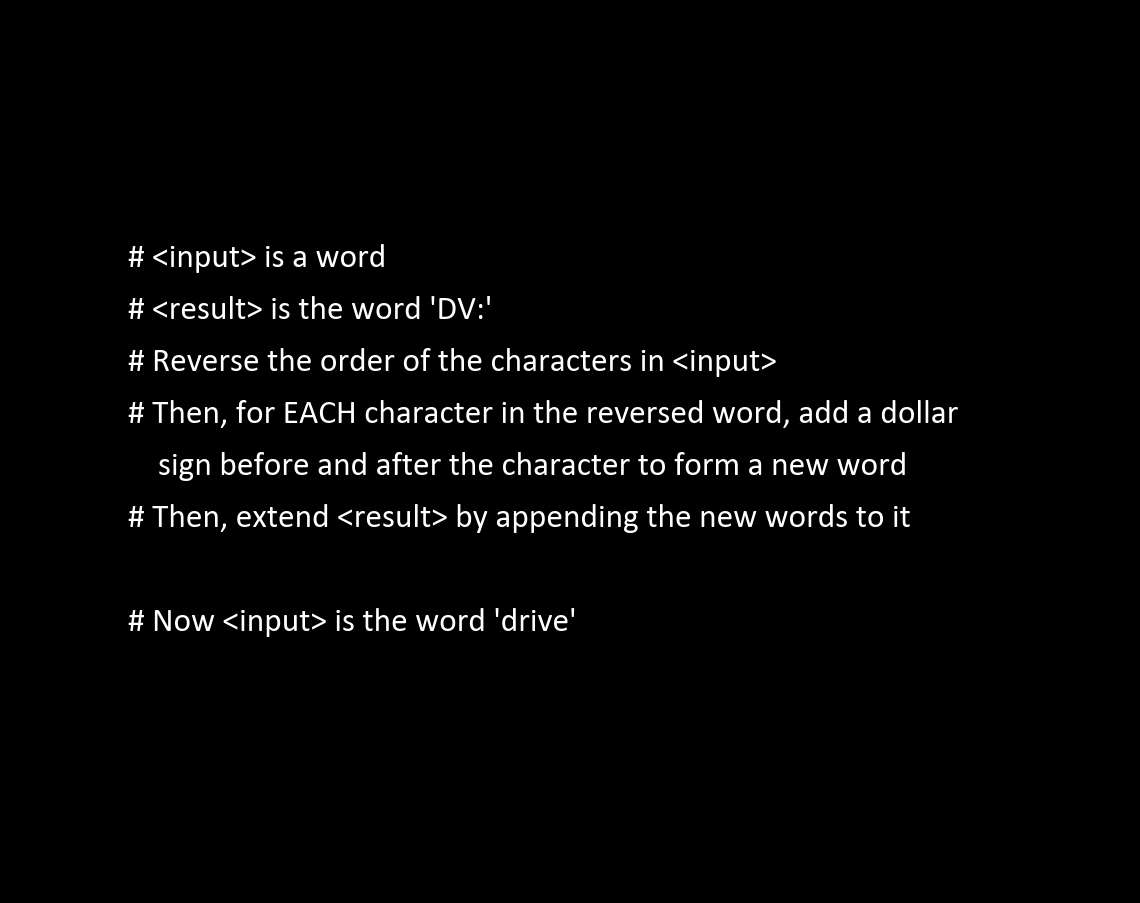 # <input> is a word
# <result> is the word 'DV:'
# Reverse the order of the characters in <input>
# Then, for EACH character in the reversed word, add a dollar
sign before and after the character to form a new word
# Then, extend <result> by appending the new words to it
# Now <input> is the word 'drive'